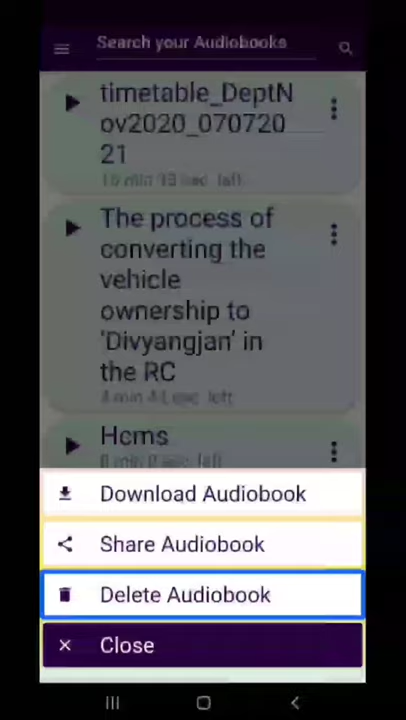 Search your Audiobooks
timetable_DeptN
ov2020_070720
21
The process of
converting the
vehicle
ownership to
'Divyangjan' in
the RC
Hcms
Download Audiobook
Share Audiobook
Delete Audiobook
Close